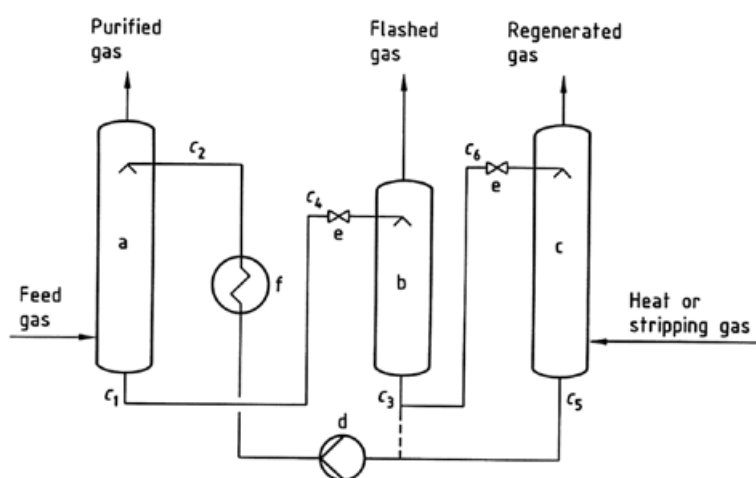 Purified
gas
Flashed
gas
Regenerated
gas
c₂
c₆
e
c₄
e
a
c
b
f
Feed
gas
Heat or
stripping gas
c₁
c₃
c₅
d